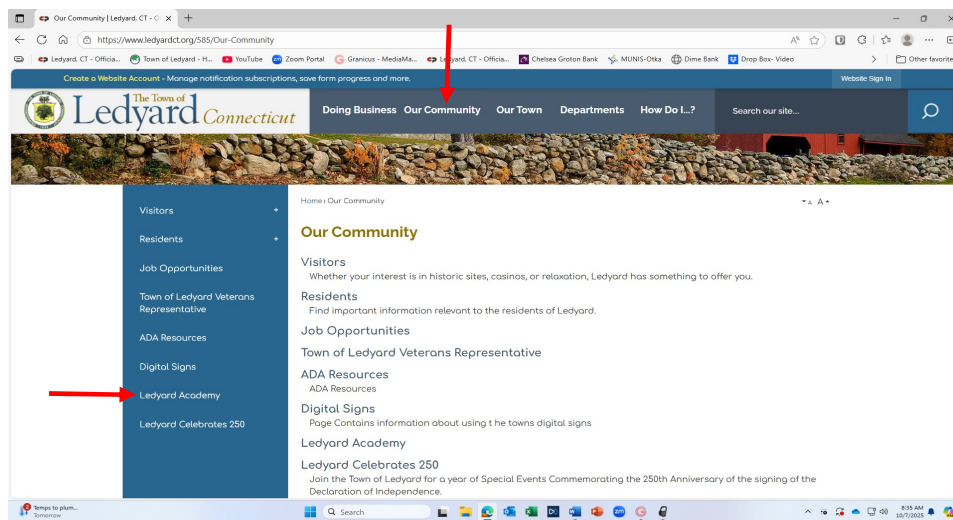 Our Community | Ledyard, CT - O
https://www.ledyardct.org/585/Our-Community
Ledyard, CT - Officia... Town of Ledyard - H... YouTube Zoom Portal Granicus - MediaMa... Ledyard, CT - Officia... Chelsea Groton Bank MUNIS-Otka Dime Bank Drop Box- Video Other favorite
Create a Website Account - Manage notification subscriptions, save form progress and more. Website Sign In
The Town of
Ledyard Connecticut
Doing Business Our Community Our Town Departments How Do I...? Search our site...
Visitors +
Residents +
Job Opportunities
Town of Ledyard Veterans
Representative
ADA Resources
Digital Signs
Ledyard Academy
Ledyard Celebrates 250
Home › Our Community
Our Community
Visitors
Whether your interest is in historic sites, casinos, or relaxation, Ledyard has something to offer you.
Residents
Find important information relevant to the residents of Ledyard.
Job Opportunities
Town of Ledyard Veterans Representative
ADA Resources
ADA Resources
Digital Signs
Page Contains information about using t he towns digital signs
Ledyard Academy
Ledyard Celebrates 250
Join the Town of Ledyard for a year of Special Events Commemorating the 250th Anniversary of the signing of the
Declaration of Independence.
Temps to plum...
Tomorrow
Search
8:35 AM
10/7/2025